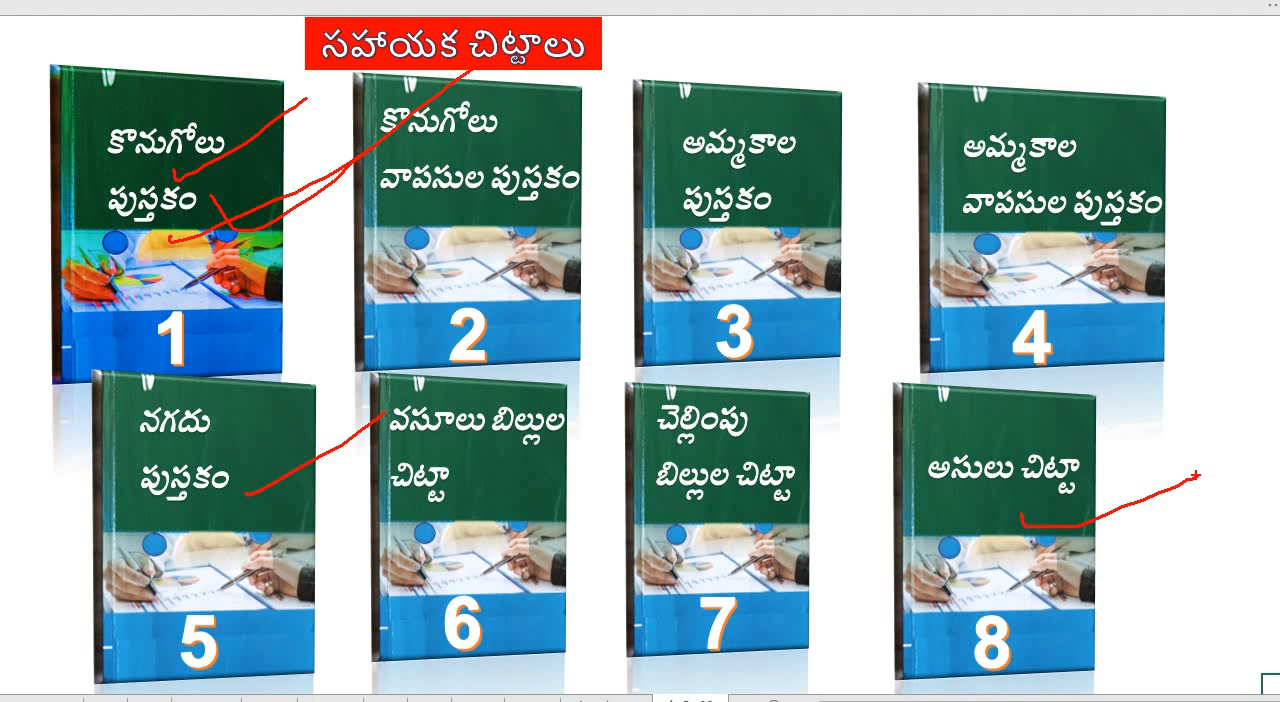 సహాయక చిట్టాలు
కొనుగోలు
పుస్తకం
1
కొనుగోలు
వాపసుల పుస్తకం
2
అమ్మకాల
పుస్తకం
3
అమ్మకాల
వాపసుల పుస్తకం
4
నగదు
పుస్తకం
5
వసూలు బిల్లుల
చిట్టా
6
చెల్లింపు
బిల్లుల చిట్టా
7
అసులు చిట్టా
8